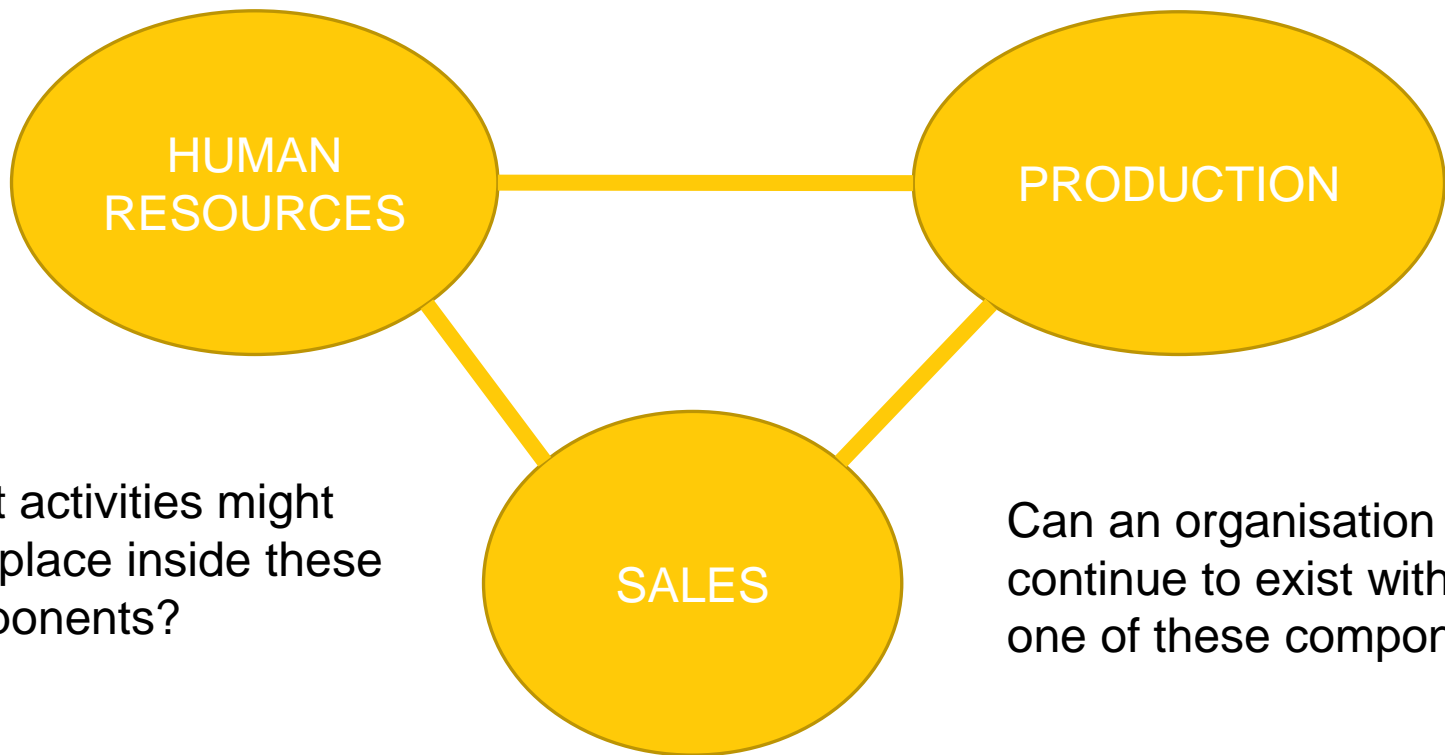 HUMAN
RESOURCES
PRODUCTION
SALES
activities might
place inside these
Can an organisation
continue to exist
one of these